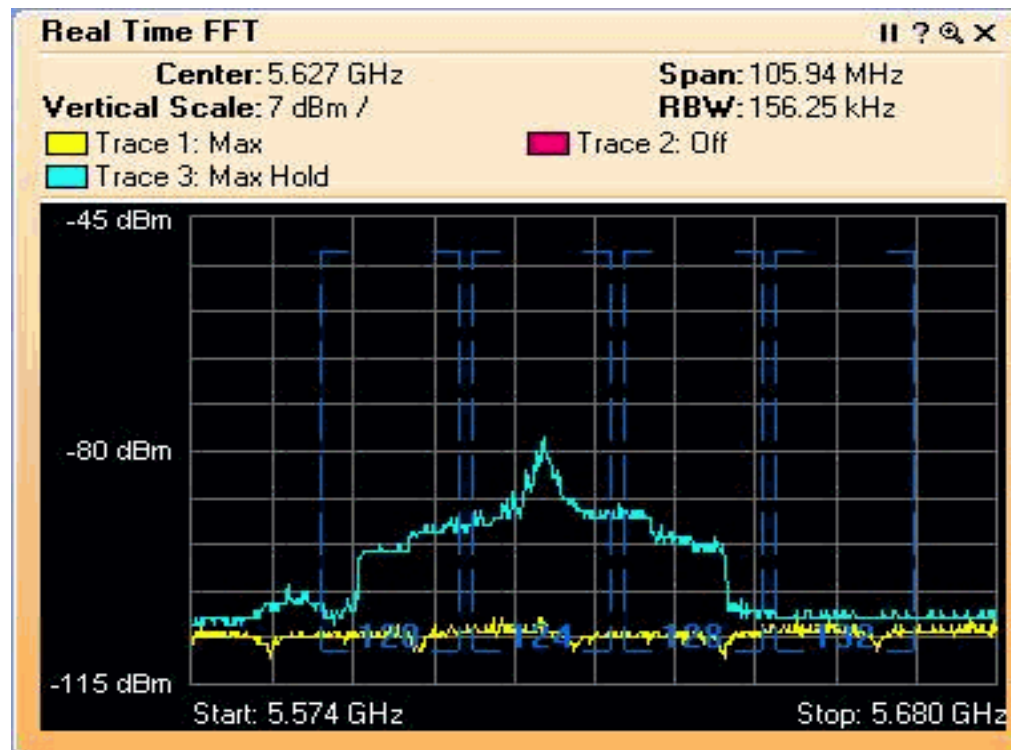 Real Time FFT
Center: 5.627 GHz Span: 105.94 MHz
Vertical Scale: 7 dBm / RBW: 156.25 kHz
Trace 1: Max Trace 2: Off
Trace 3: Max Hold
-45 dBm
-80 dBm
120 124 128 132
-115 dBm
Start: 5.574 GHz Stop: 5.680 GHz